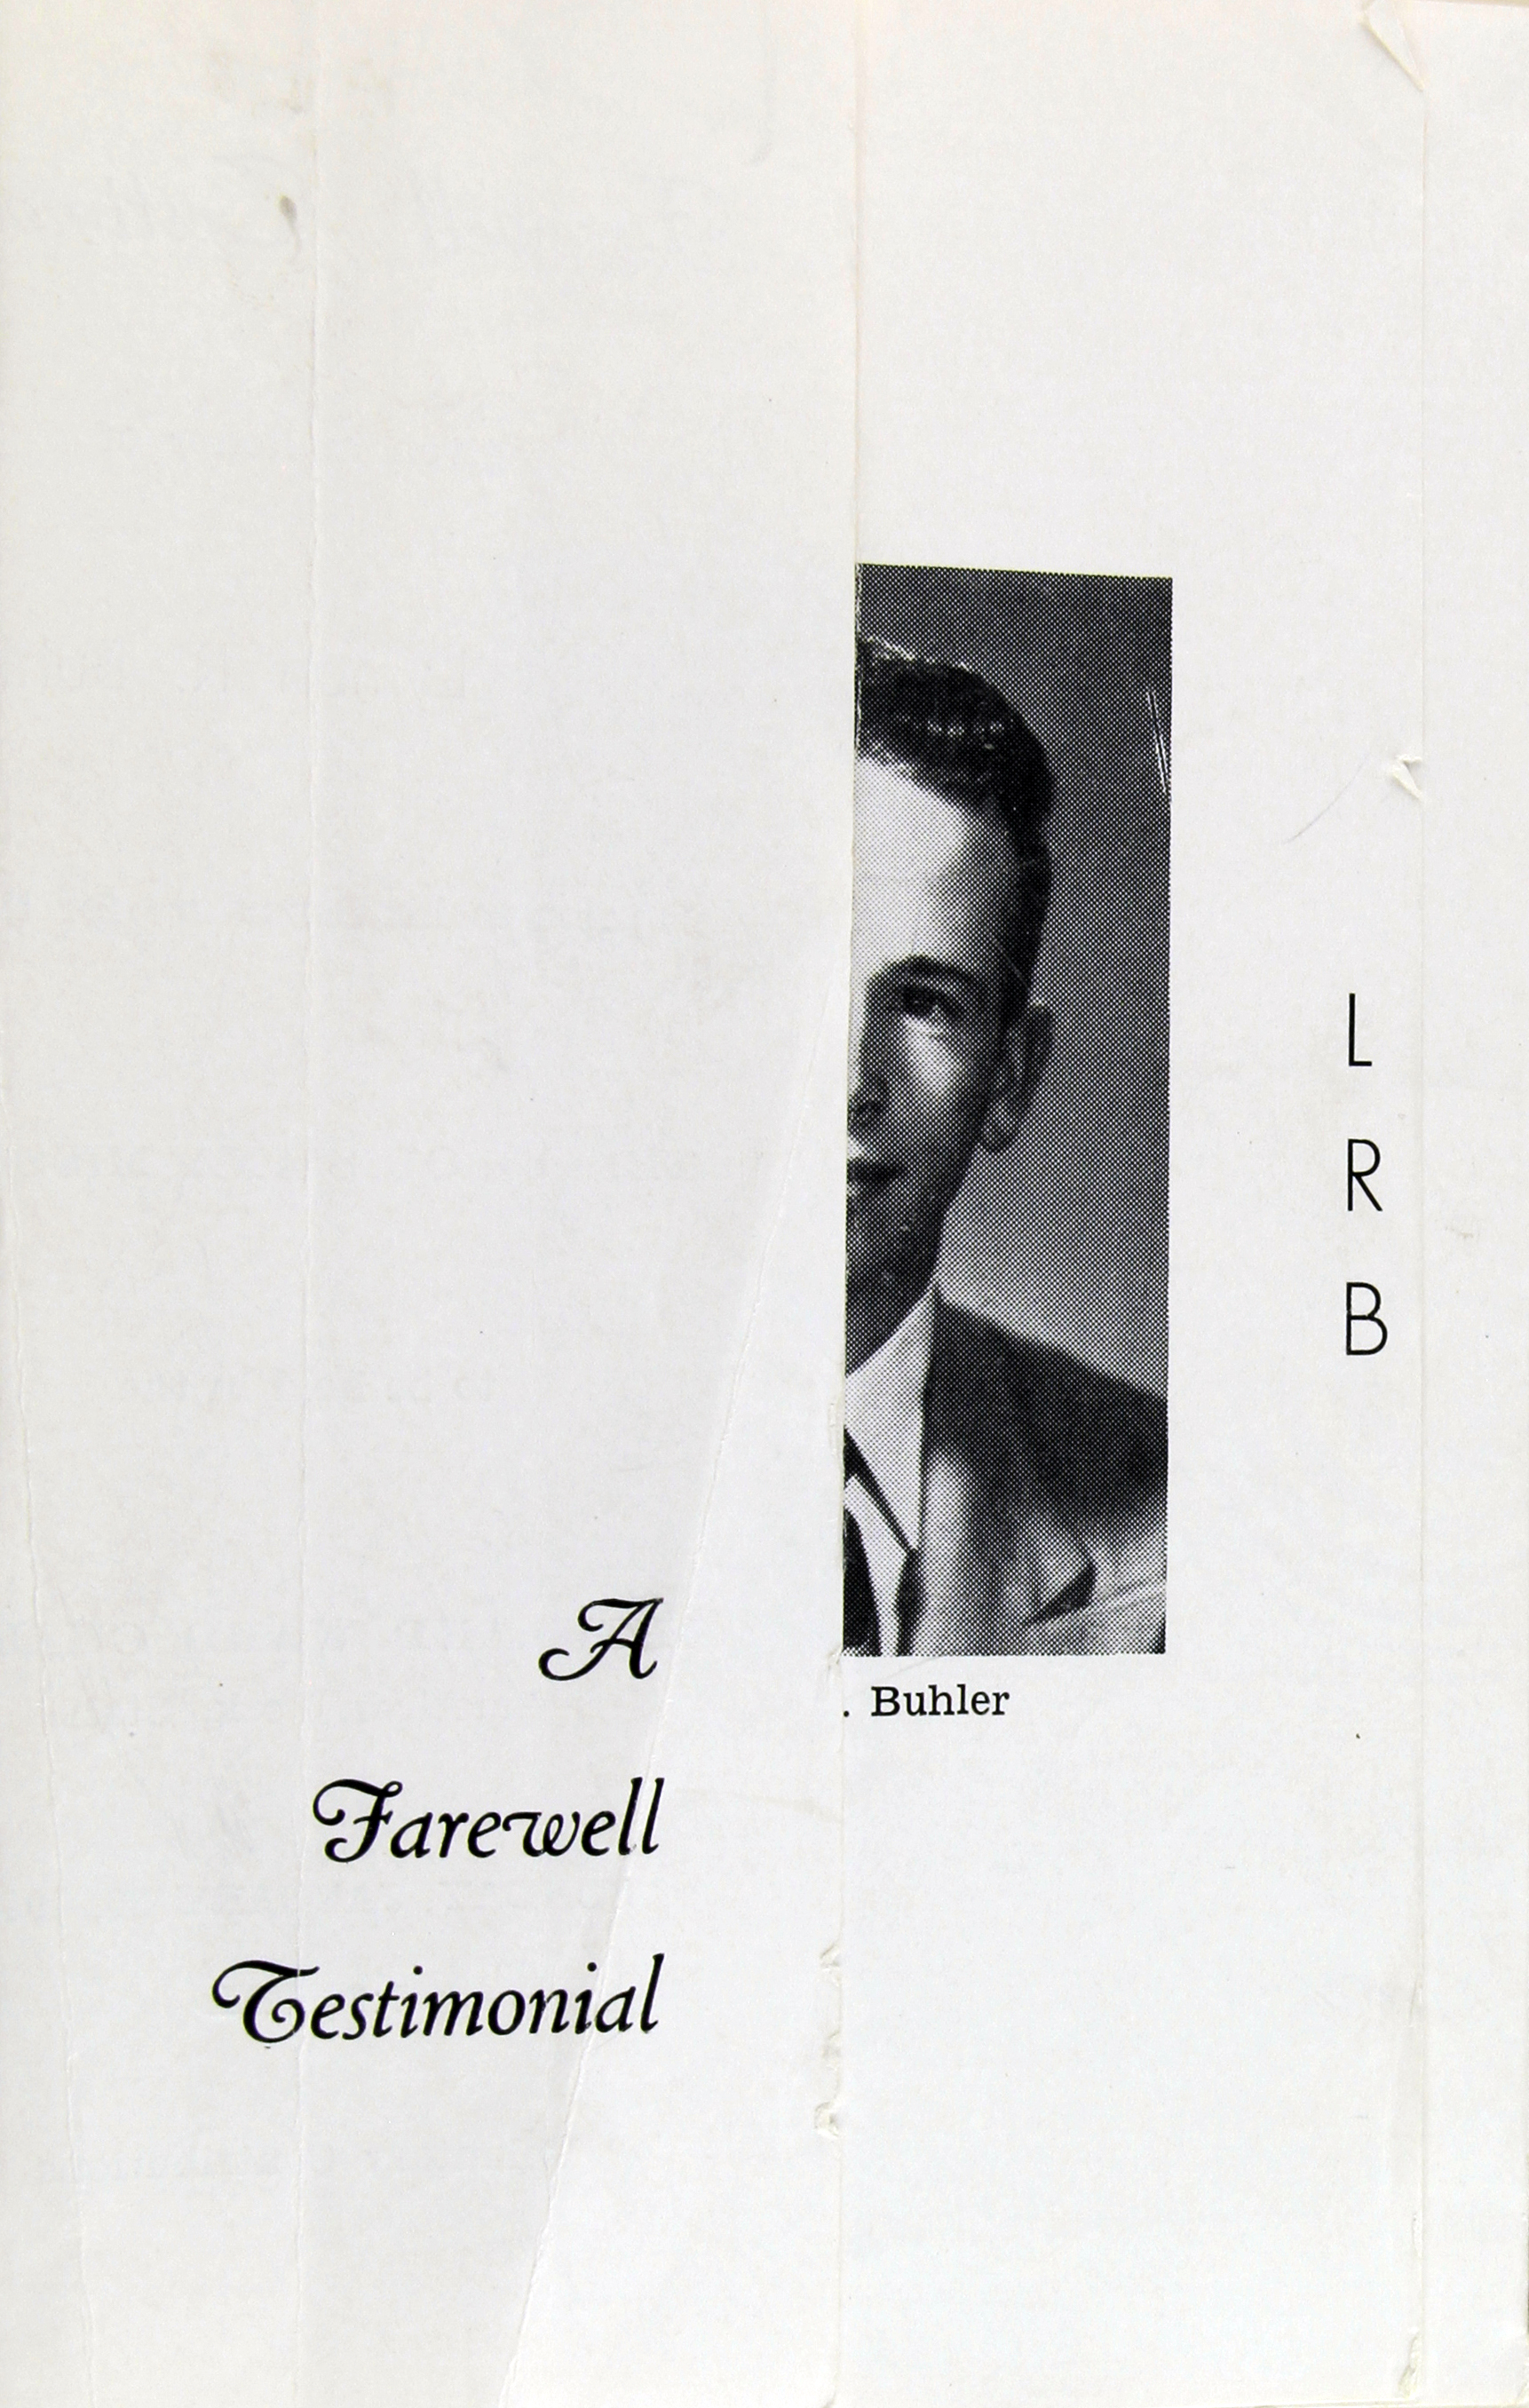 L
R
B
A
. Buhler
Farewell
Testimonial